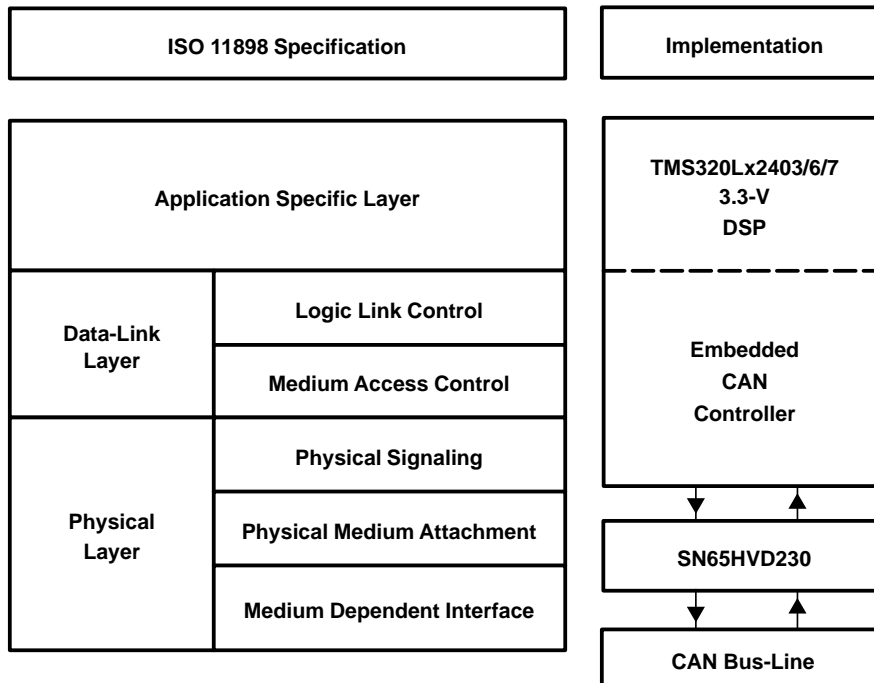 ISO 11898 Specification
Implementation
Application Specific Layer
TMS320Lx2403/6/7
3.3-V
DSP
Data-Link
Layer
Logic Link Control
Medium Access Control
Embedded
CAN
Controller
Physical
Layer
Physical Signaling
Physical Medium Attachment
Medium Dependent Interface
SN65HVD230
CAN Bus-Line